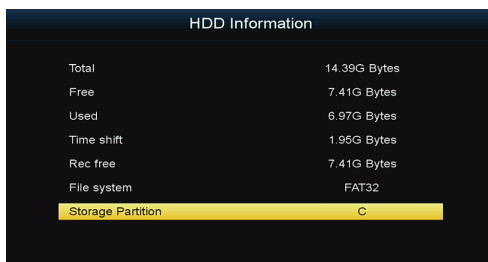 HDD Information
Total 14.39G Bytes
Free 7.41G Bytes
Used 6.97G Bytes
Time shift 1.95G Bytes
Rec free 7.41G Bytes
File system FAT32
Storage Partition C